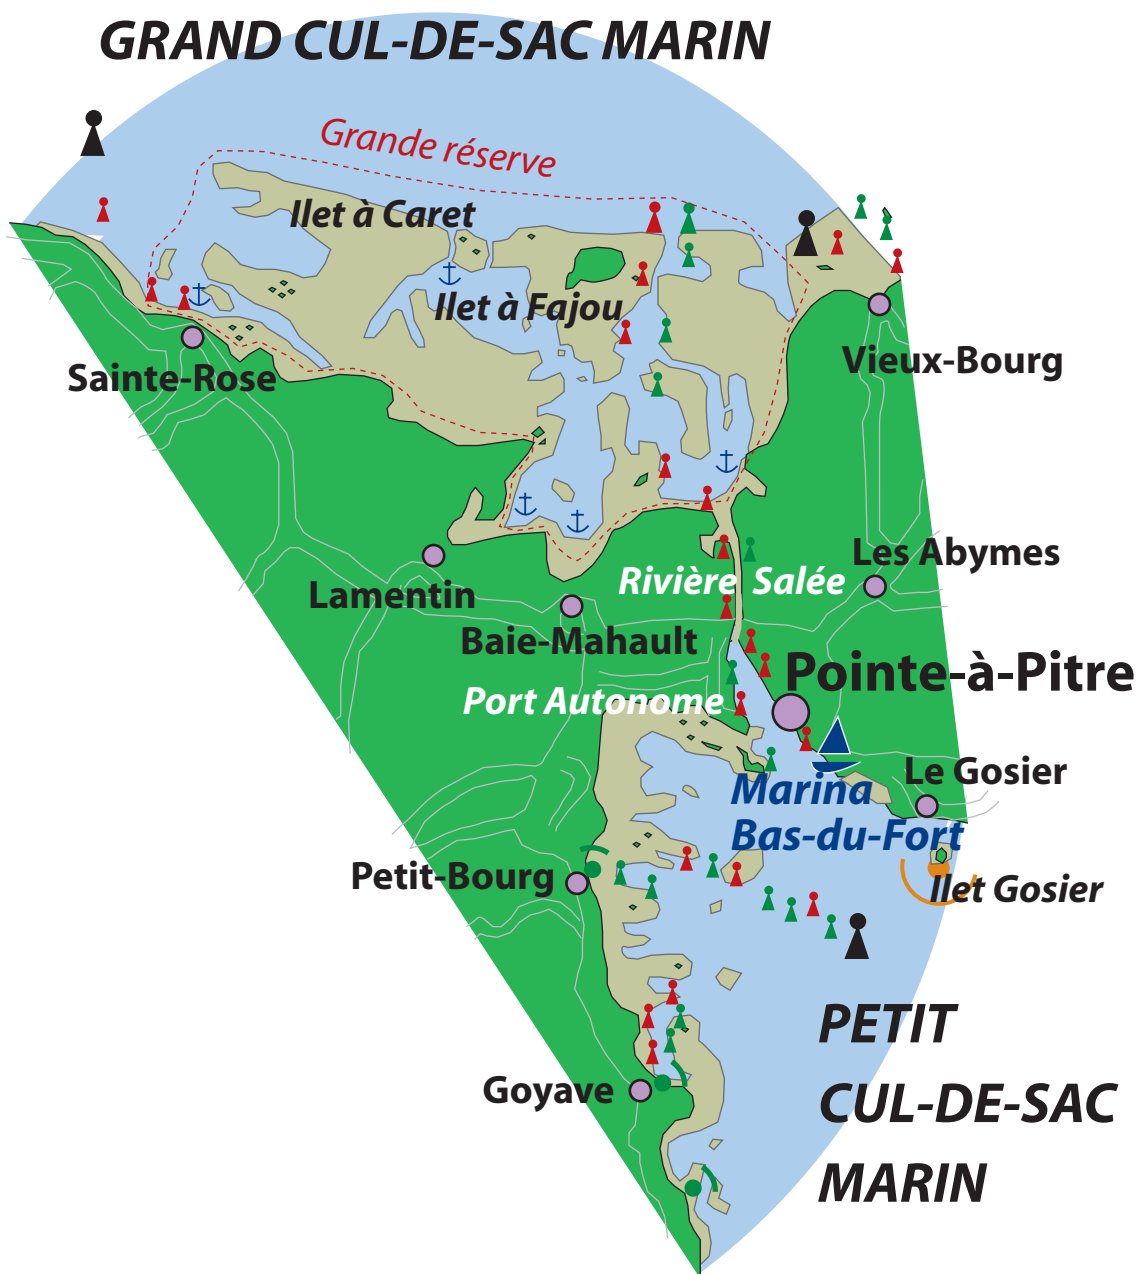 GRAND CUL-DE-SAC MARIN
Grande réserve
Ilet à Caret
Ilet à Fajou
Vieux-Bourg
Sainte-Rose
Les Abymes
Rivière Salée
Lamentin
Baie-Mahault
Pointe-à-Pitre
Port Autonome
Le Gosier
Marina
Bas-du-Fort
Petit-Bourg
Ilet Gosier
PETIT
CUL-DE-SAC
MARIN
Goyave